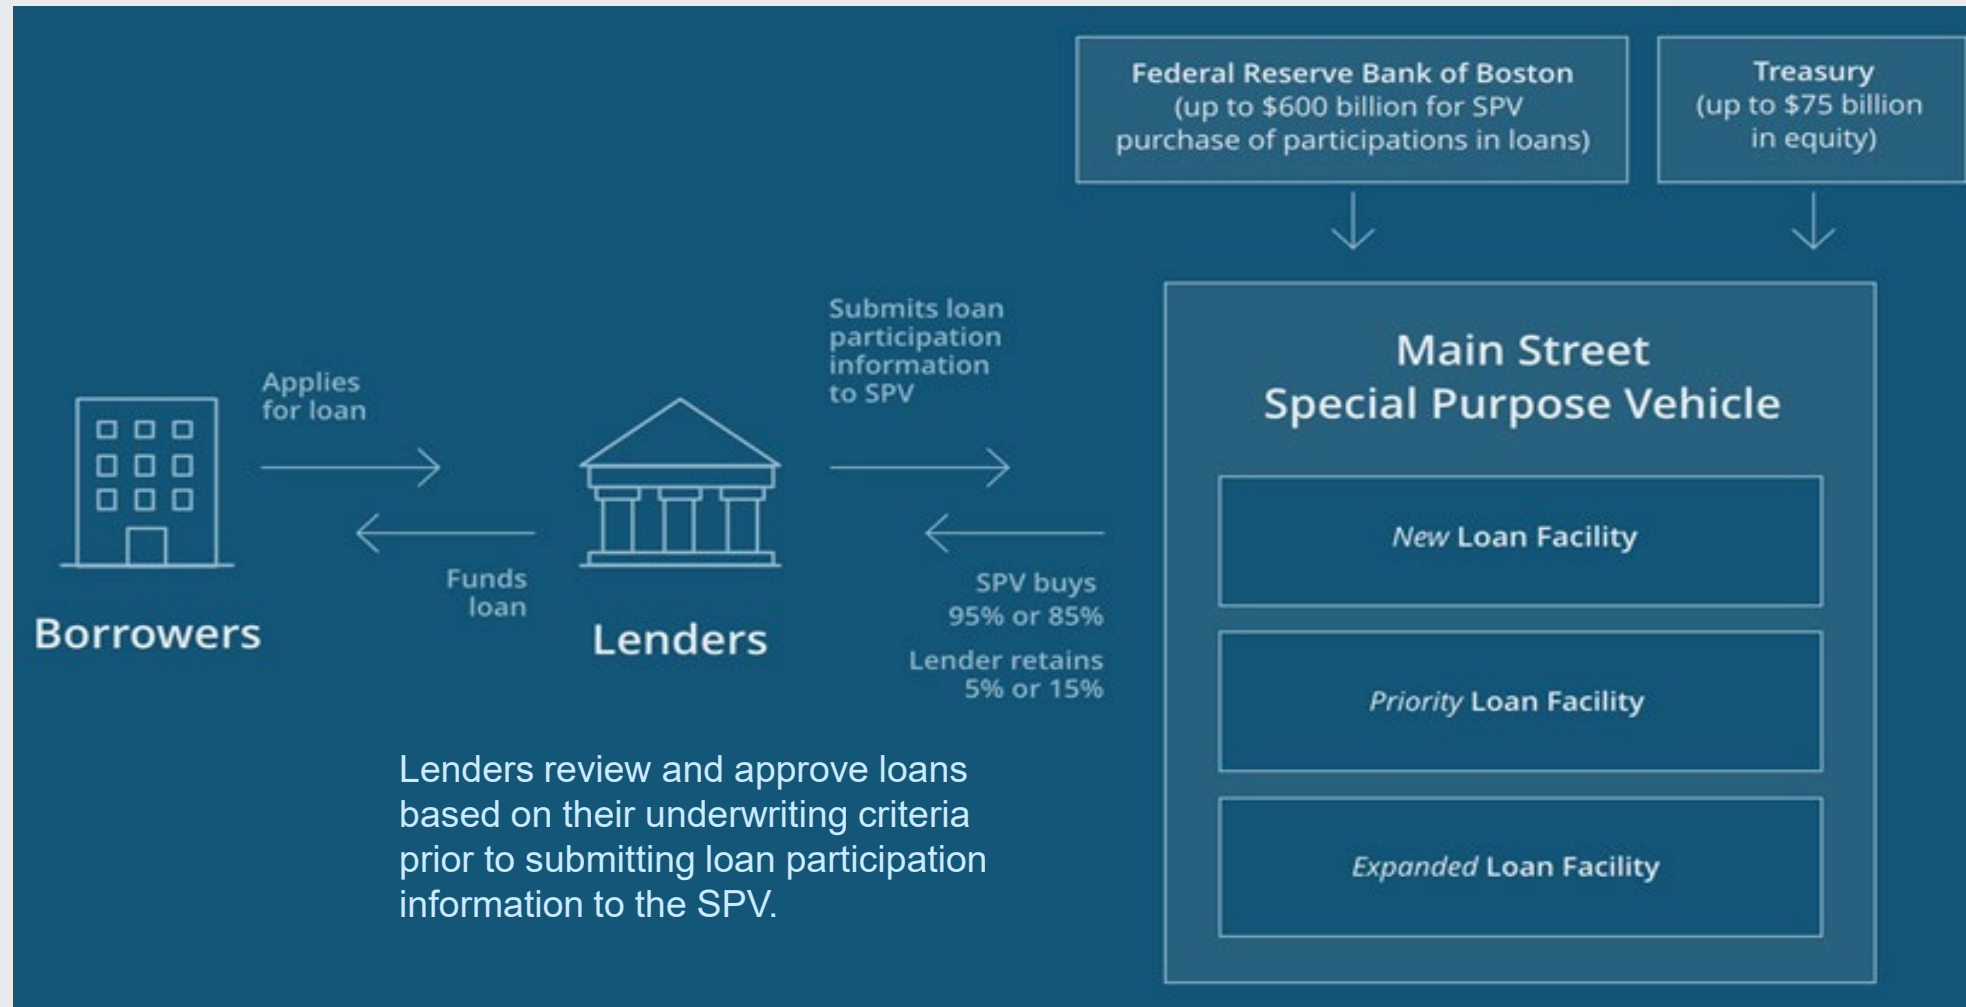 Federal Reserve Bank of Boston
(up to $600 billion for SPV
purchase of participations in loans)
Treasury
(up to $75 billion
in equity)
Applies
for loan
Funds
loan
Borrowers
Lenders
Submits loan
participation
information
to SPV
SPV buys
95% or 85%
Lender retains
5% or 15%
Main Street
Special Purpose Vehicle
New Loan Facility
Priority Loan Facility
Expanded Loan Facility
Lenders review and approve loans
based on their underwriting criteria
prior to submitting loan participation
information to the SPV.